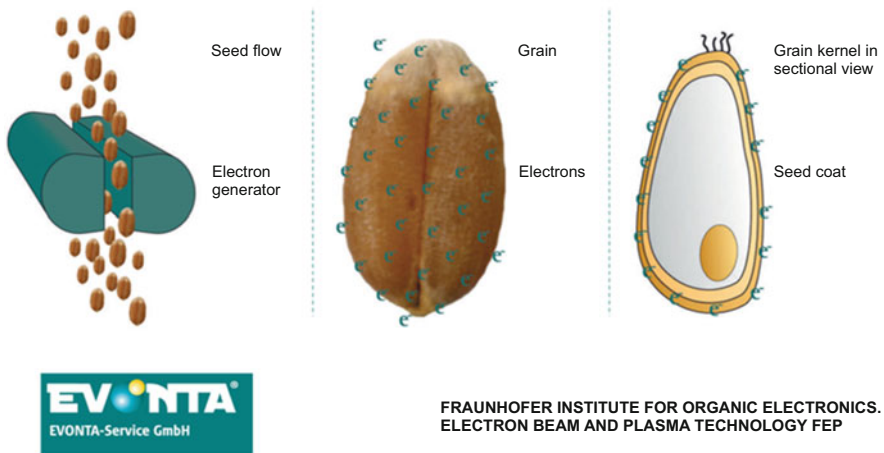 Seed flow
Electron
generator
e⁻ e⁻ e⁻ e⁻ e⁻ e⁻ e⁻ e⁻ e⁻ e⁻ e⁻ e⁻ e⁻ e⁻ e⁻ e⁻ e⁻ e⁻ e⁻ e⁻ e⁻ e⁻ e⁻ e⁻ e⁻ e⁻ e⁻ e⁻ e⁻ e⁻
Grain
Electrons
e⁻ e⁻ e⁻ e⁻ e⁻ e⁻ e⁻ e⁻ e⁻ e⁻ e⁻ e⁻ e⁻ e⁻ e⁻
Grain kernel in
sectional view
Seed coat
EVONTA®
EVONTA-Service GmbH
FRAUNHOFER INSTITUTE FOR ORGANIC ELECTRONICS.
ELECTRON BEAM AND PLASMA TECHNOLOGY FEP